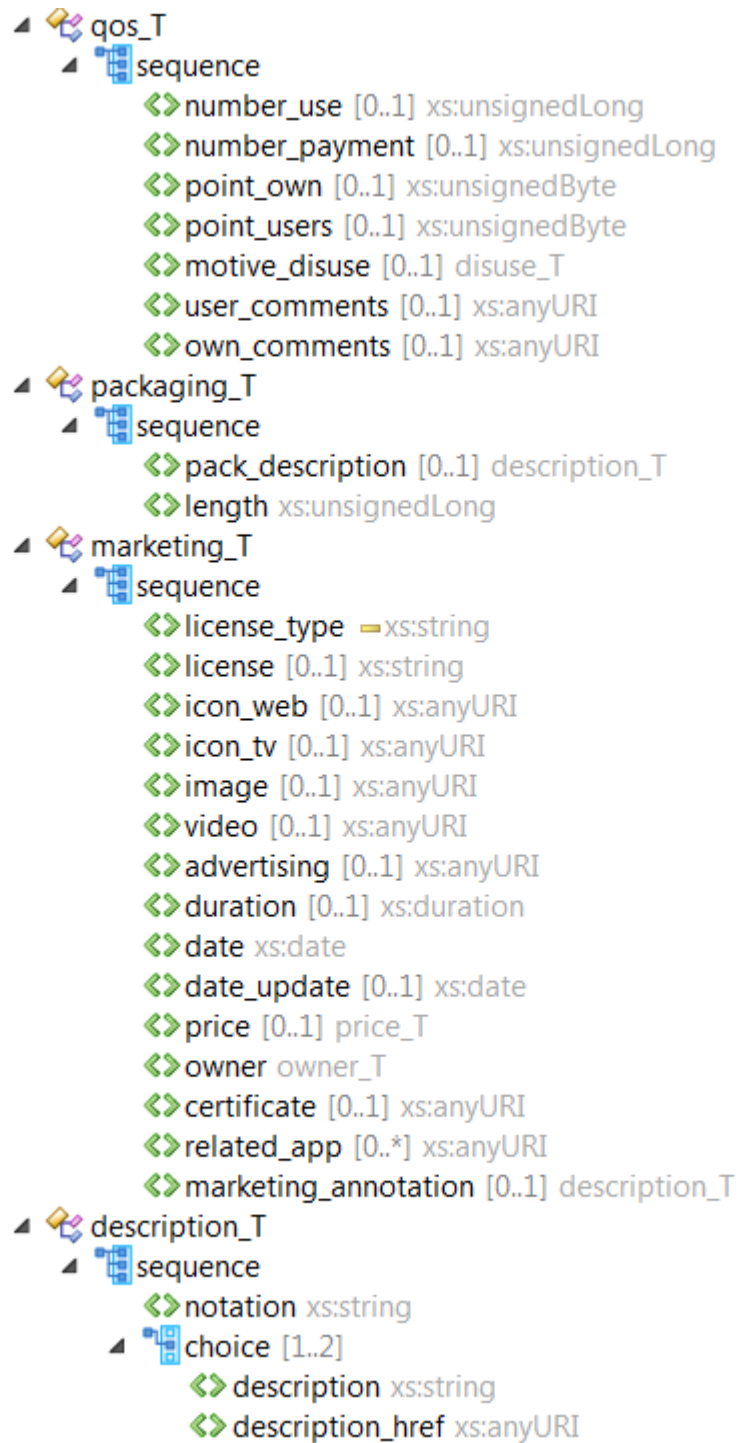 qos_T
sequence
number_use [0..1] xs:unsignedLong
number_payment [0..1] xs:unsignedLong
point_own [0..1] xs:unsignedByte
point_users [0..1] xs:unsignedByte
motive_disuse [0..1] disuse_T
user_comments [0..1] xs:anyURI
own_comments [0..1] xs:anyURI
packaging_T
sequence
pack_description [0..1] description_T
length xs:unsignedLong
marketing_T
sequence
license_type xs:string
license [0..1] xs:string
icon_web [0..1] xs:anyURI
icon_tv [0..1] xs:anyURI
image [0..1] xs:anyURI
video [0..1] xs:anyURI
advertising [0..1] xs:anyURI
duration [0..1] xs:duration
date xs:date
date_update [0..1] xs:date
price [0..1] price_T
owner owner_T
certificate [0..1] xs:anyURI
related_app [0..*] xs:anyURI
marketing_annotation [0..1] description_T
description_T
sequence
notation xs:string
choice [1..2]
description xs:string
description_href xs:anyURI